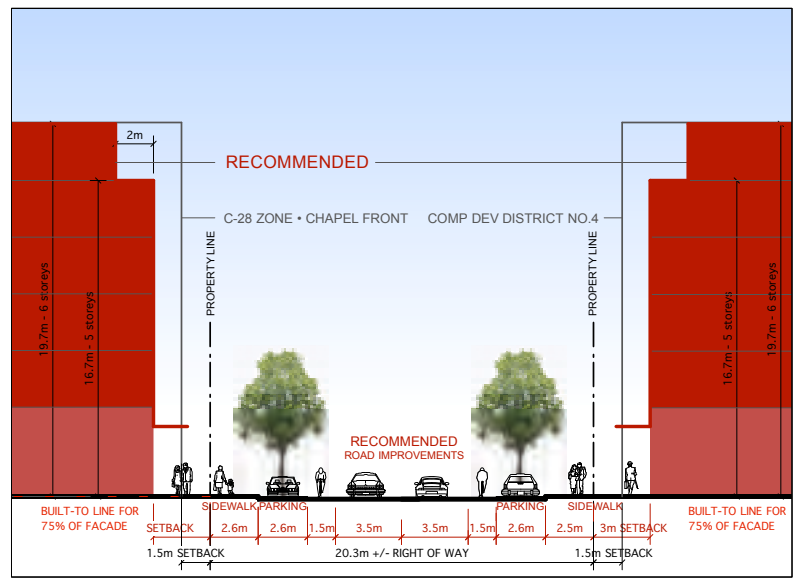 2m
RECOMMENDED
C-28 ZONE • CHAPEL FRONT
COMP DEV DISTRICT NO.4
PROPERTY LINE
PROPERTY LINE
19.7m - 6 storeys
16.7m - 5 storeys
16.7m - 5 storeys
19.7m - 6 storeys
RECOMMENDED
ROAD IMPROVEMENTS
BUILT-TO LINE FOR
75% OF FACADE
SIDEWALK
PARKING
PARKING
SIDEWALK
BUILT-TO LINE FOR
75% OF FACADE
SETBACK
2.6m
2.6m
1.5m
3.5m
3.5m
1.5m
2.6m
2.5m
3m SETBACK
1.5m SETBACK
20.3m +/- RIGHT OF WAY
1.5m SETBACK